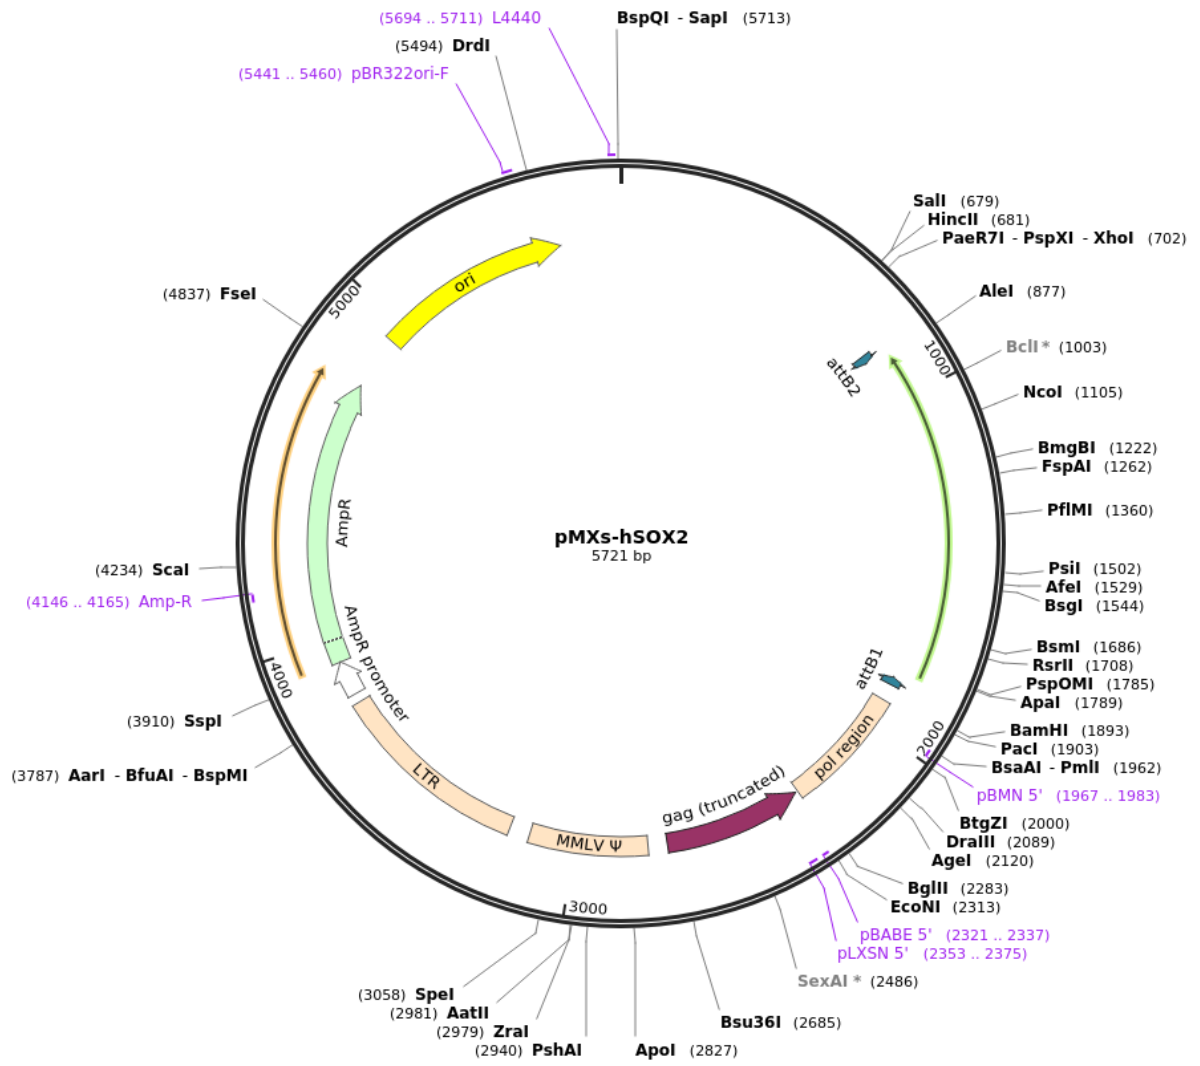 (5694 .. 5711) L4440
BspQI - SapI (5713)
(5494) DrdI
(5441 .. 5460) pBR322ori-F
SalI (679)
HincII (681)
PaeR7I - PspXI - XhoI (702)
AleI (877)
BclI * (1003)
NcoI (1105)
BmgBI (1222)
FspAI (1262)
PflMI (1360)
PsiI (1502)
AfeI (1529)
BsgI (1544)
BsmI (1686)
RsrII (1708)
PspOMI (1785)
ApaI (1789)
BamHI (1893)
PacI (1903)
BsaAI - PmlI (1962)
pBMN 5' (1967 .. 1983)
BtgZI (2000)
DraIII (2089)
AgeI (2120)
BglII (2283)
EcoNI (2313)
pBABE 5' (2321 .. 2337)
pLXSN 5' (2353 .. 2375)
SexAI * (2486)
Bsu36I (2685)
ApoI (2827)
(2940) PshAI
(2979) ZraI
(2981) AatII
(3058) SpeI
(3787) AarI - BfuAI - BspMI
(3910) SspI
(4146 .. 4165) Amp-R
(4234) ScaI
(4837) FseI
1000
2000
3000
4000
5000
ori
attB2
attB1
pol region
gag (truncated)
MMLV Ψ
LTR
AmpR promoter
AmpR
pMXs-hSOX2
5721 bp